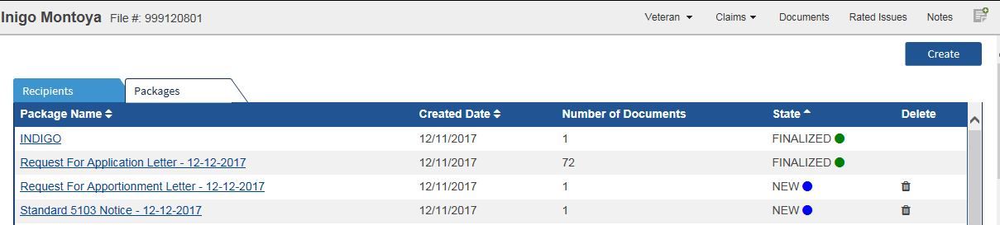 Inigo Montoya File #: 999120801 Veteran Claims Documents Rated Issues Notes
Create
Recipients Packages
Package Name Created Date Number of Documents State Delete
INDIGO 12/11/2017 1 FINALIZED
Request For Application Letter - 12-12-2017 12/11/2017 72 FINALIZED
Request For Apportionment Letter - 12-12-2017 12/11/2017 1 NEW
Standard 5103 Notice - 12-12-2017 12/11/2017 1 NEW